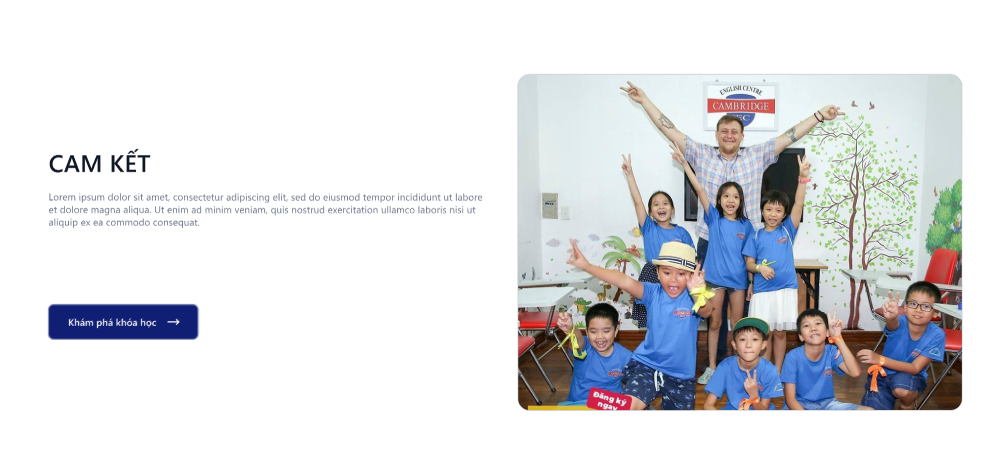 CAM KẾT
Lorem ipsum dolor sit amet, consectetur adipiscing elit, sed do eiusmod tempor incididunt ut labore
et dolore magna aliqua. Ut enim ad minim veniam, quis nostrud exercitation ullamco laboris nisi ut
aliquip ex ea commodo consequat.
Khám phá khóa học
ENGLISH CENTRE
CAMBRIDGE
Đăng ký
ngay